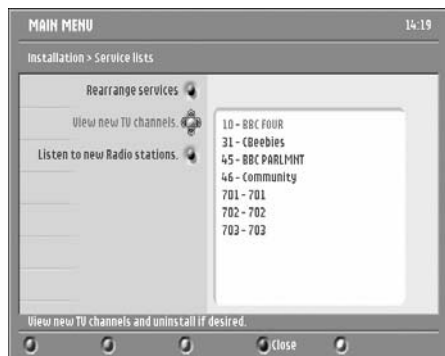 MAIN MENU 14:19
Installation > Service lists
Rearrange services
View new TV channels.
Listen to new Radio stations.
10 - BBC FOUR
31 - CBeebies
45 - BBC PARLMNT
46 - Community
701 - 701
702 - 702
703 - 703
View new TV channels and uninstall if desired.
Close